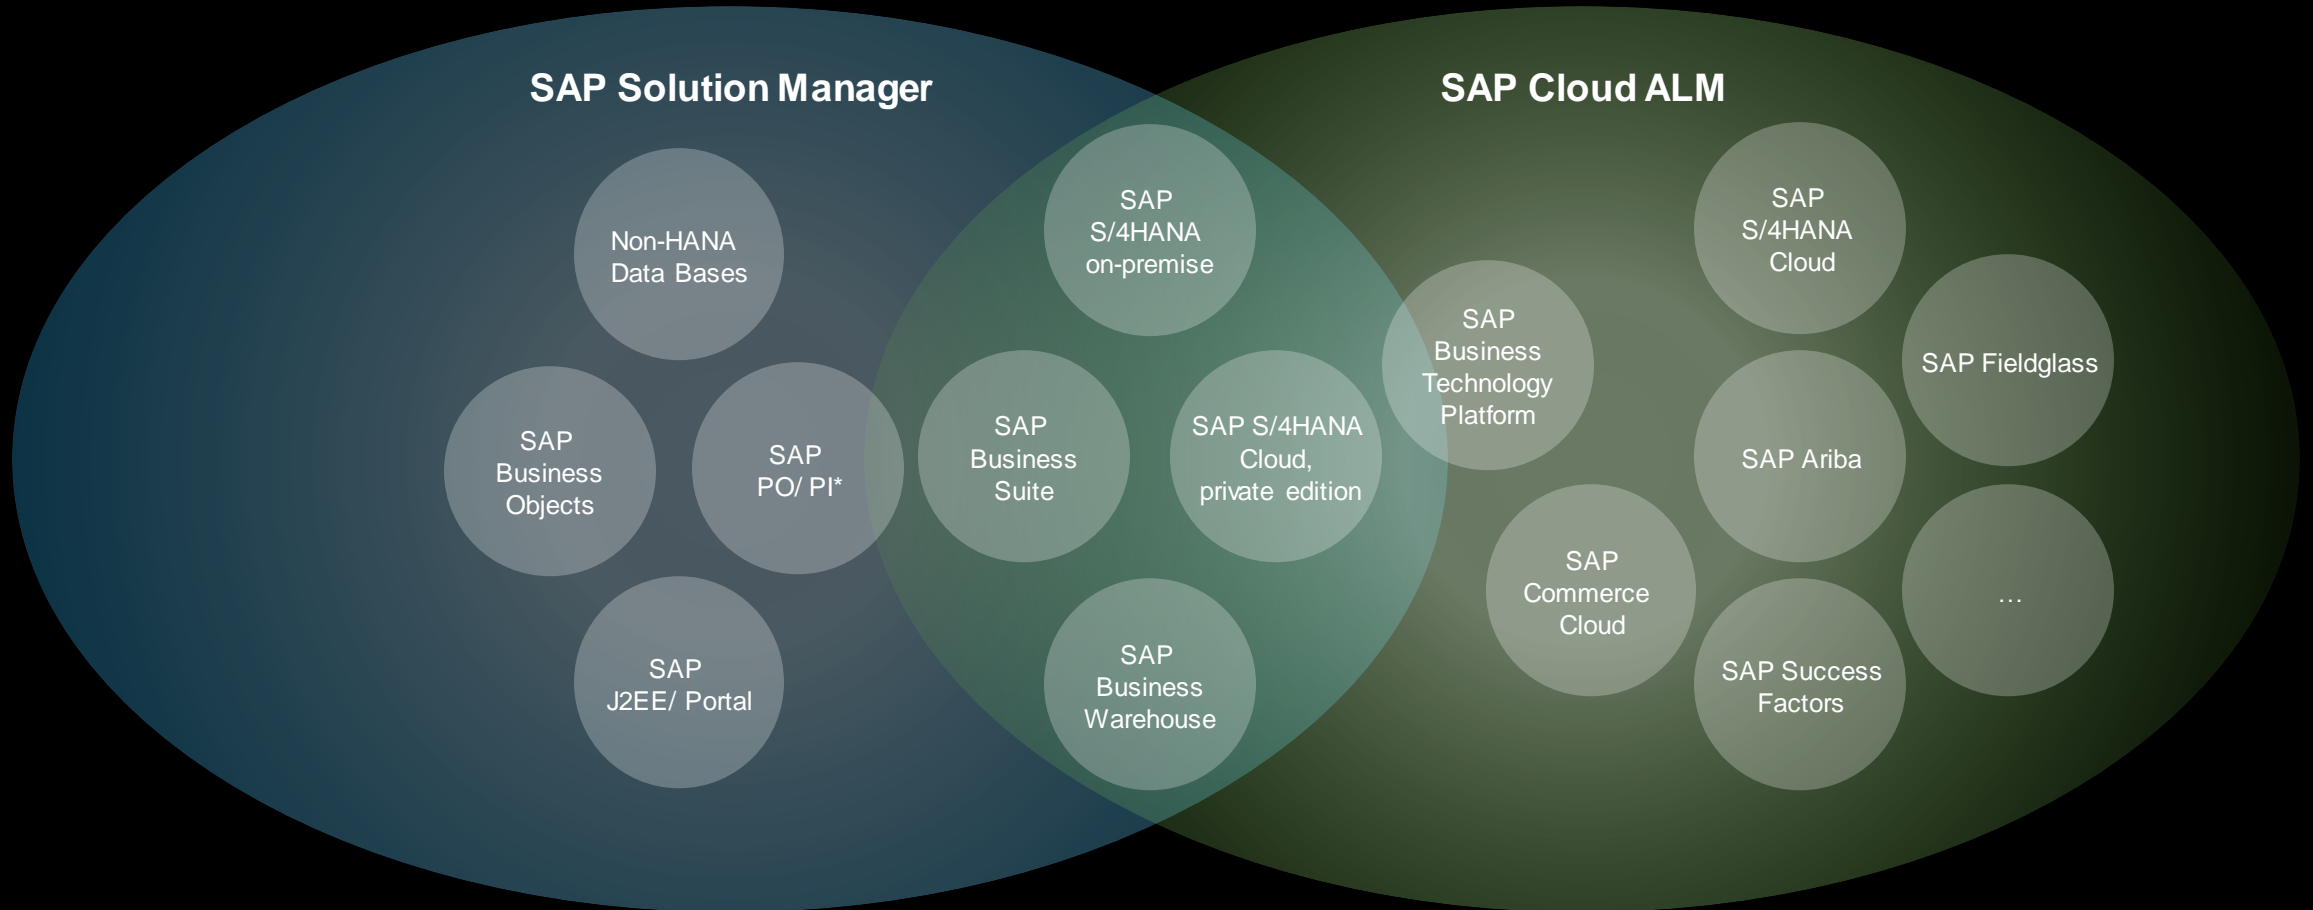 SAP Solution Manager
SAP Cloud ALM
Non-HANA
Data Bases
SAP
Business
Objects
SAP
PO/ PI*
SAP
J2EE/ Portal
SAP
S/4HANA
on-premise
SAP
Business
Suite
SAP S/4HANA
Cloud,
private edition
SAP
Business
Warehouse
SAP
Business
Technology
Platform
SAP
S/4HANA
Cloud
SAP Fieldglass
SAP Ariba
SAP
Commerce
Cloud
SAP Success
Factors
…